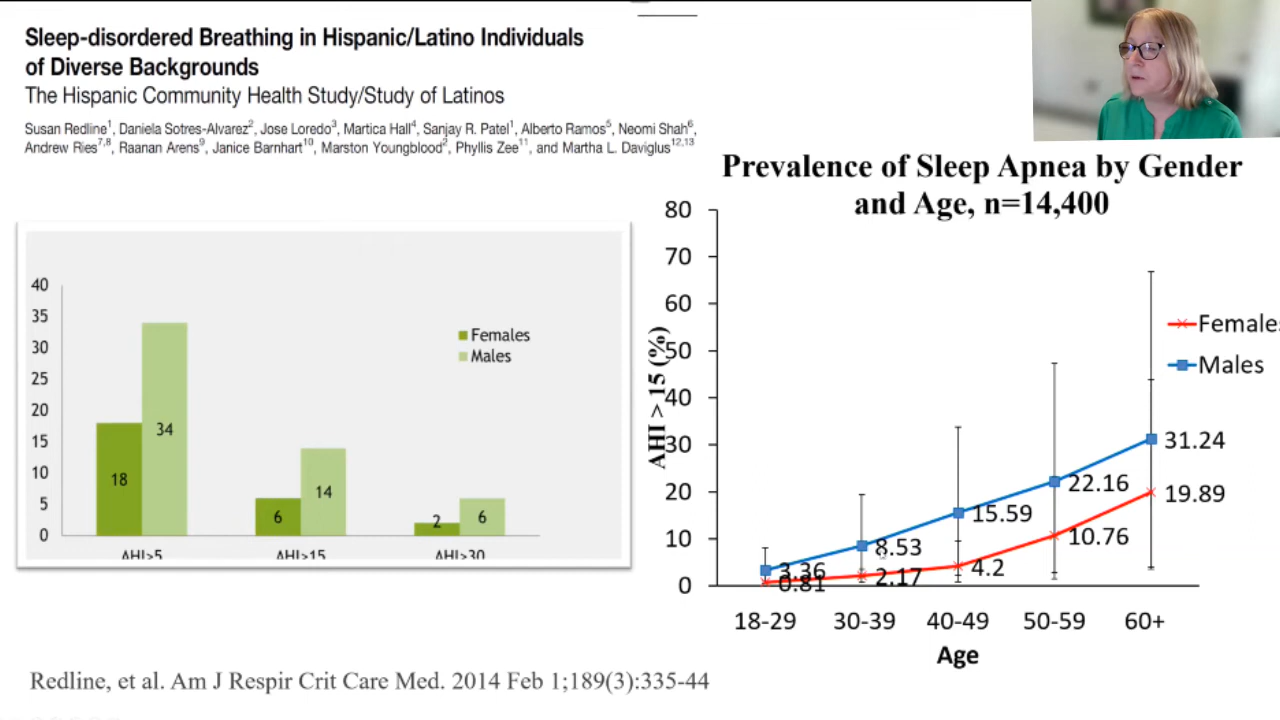 Sleep-disordered Breathing in Hispanic/Latino Individuals
of Diverse Backgrounds
The Hispanic Community Health Study/Study of Latinos
Susan Redline1, Daniela Sotres-Alvarez2, Jose Loredo3, Martica Hall4, Sanjay R. Patel1, Alberto Ramos5, Neomi Shah6,
Andrew Ries7,8, Raanan Arens9, Janice Barnhart10, Marston Youngblood2, Phyllis Zee11, and Martha L. Daviglus12,13
40
35
30
25
20
15
10
5
0
Females
Males
18
34
6
14
2
6
AHI>5
AHI>15
AHI>30
Prevalence of Sleep Apnea by Gender
and Age, n=14,400
AHI > 15 (%)
80
70
60
50
40
30
20
10
0
Females
Males
3.36
8.53
15.59
22.16
31.24
0.81
2.17
4.2
10.76
19.89
18-29
30-39
40-49
50-59
60+
Age
Redline, et al. Am J Respir Crit Care Med. 2014 Feb 1;189(3):335-44